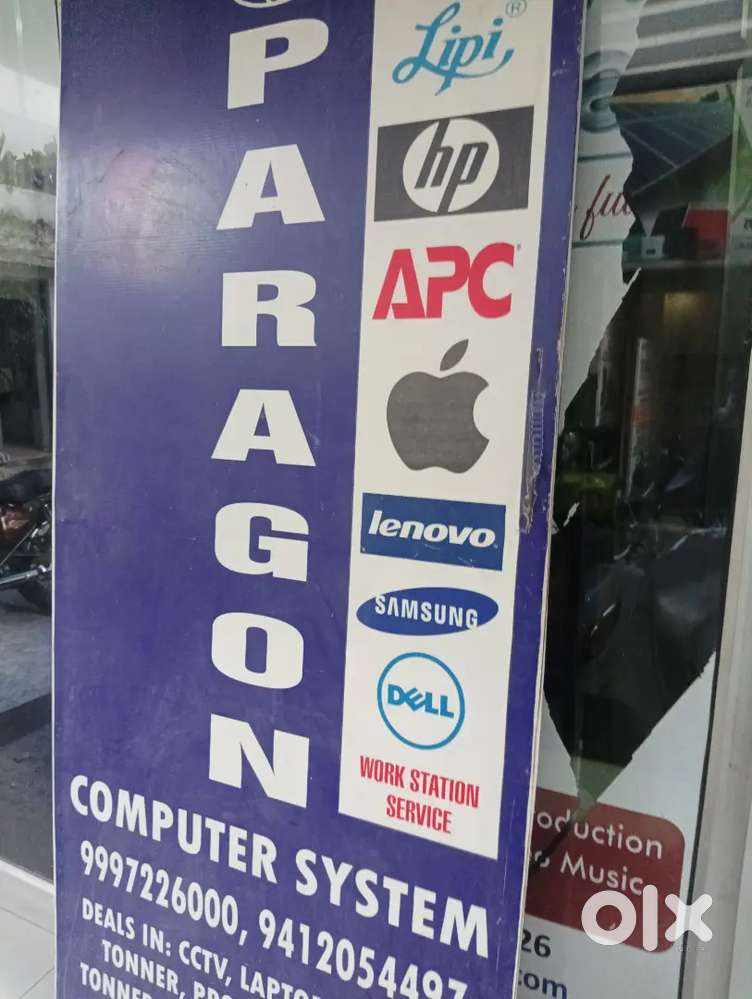 PARAGON
Lipi®
hp
APC
lenovo
SAMSUNG
DELL
WORK STATION
SERVICE
COMPUTER SYSTEM
9997226000, 9412054497
DEALS IN: CCTV,
TONNER,
oduction
Music
26
com
olx